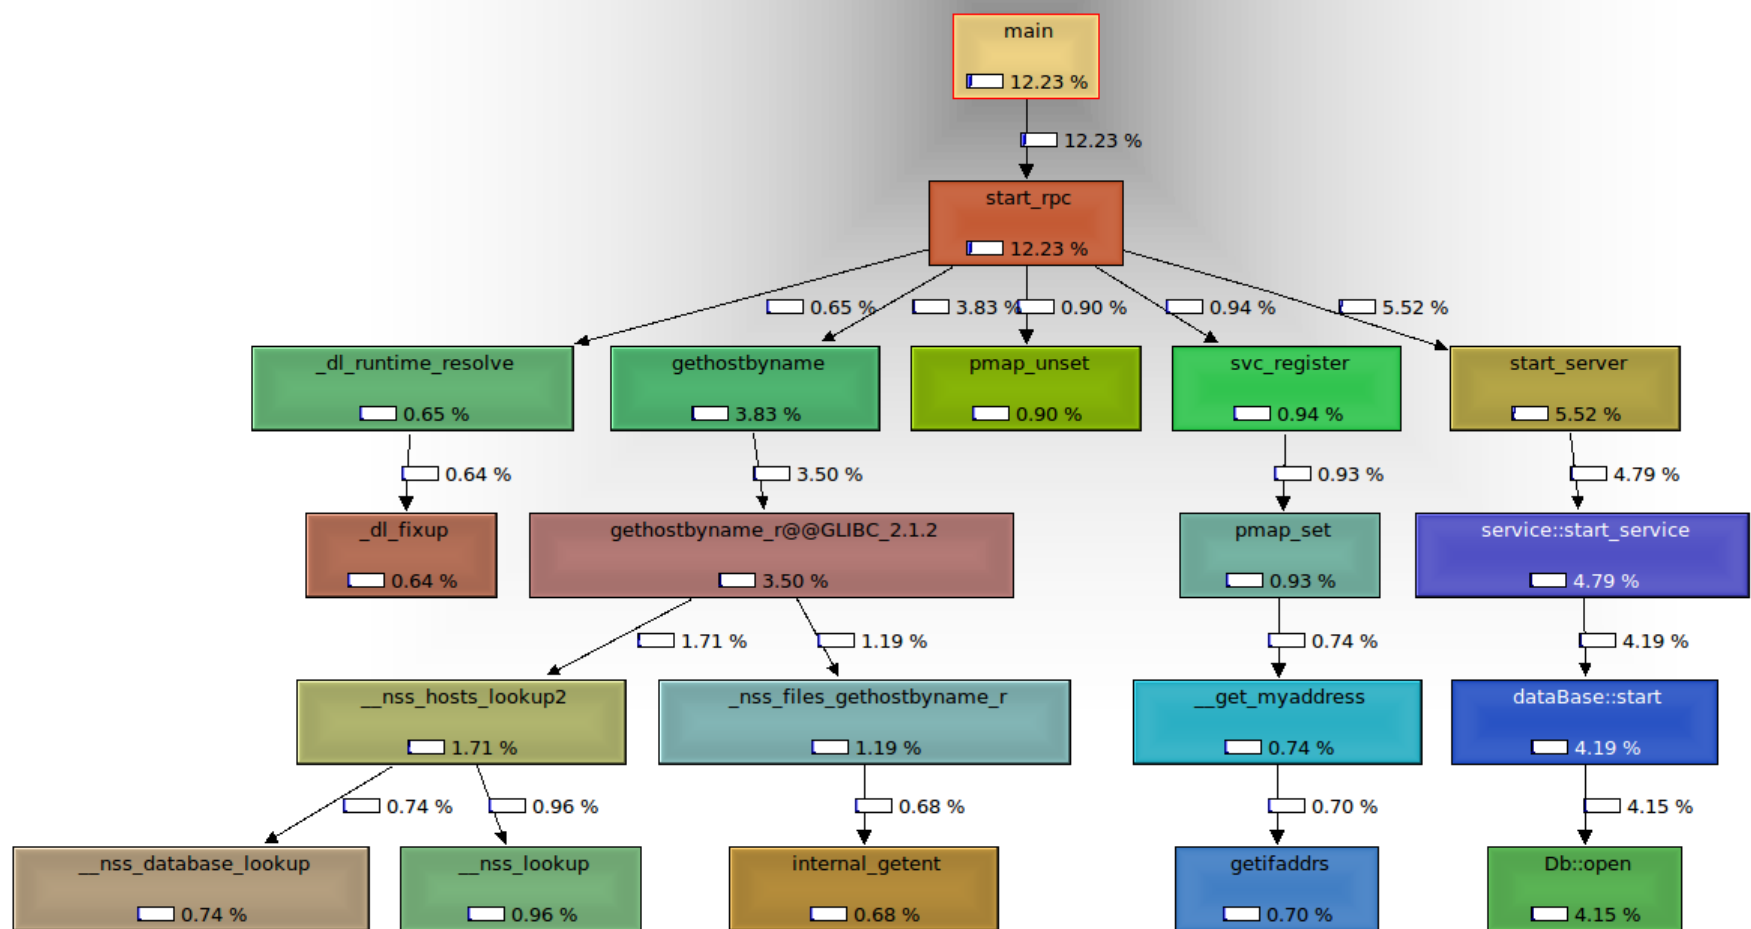 main
12.23 %
12.23 %
start_rpc
12.23 %
0.65 %
3.83 %
0.90 %
0.94 %
5.52 %
_dl_runtime_resolve
0.65 %
gethostbyname
3.83 %
pmap_unset
0.90 %
svc_register
0.94 %
start_server
5.52 %
0.64 %
3.50 %
0.93 %
4.79 %
_dl_fixup
0.64 %
gethostbyname_r@@GLIBC_2.1.2
3.50 %
pmap_set
0.93 %
service::start_service
4.79 %
1.71 %
1.19 %
0.74 %
4.19 %
__nss_hosts_lookup2
1.71 %
_nss_files_gethostbyname_r
1.19 %
__get_myaddress
0.74 %
dataBase::start
4.19 %
0.74 %
0.96 %
0.68 %
0.70 %
4.15 %
__nss_database_lookup
0.74 %
__nss_lookup
0.96 %
internal_getent
0.68 %
getifaddrs
0.70 %
Db::open
4.15 %